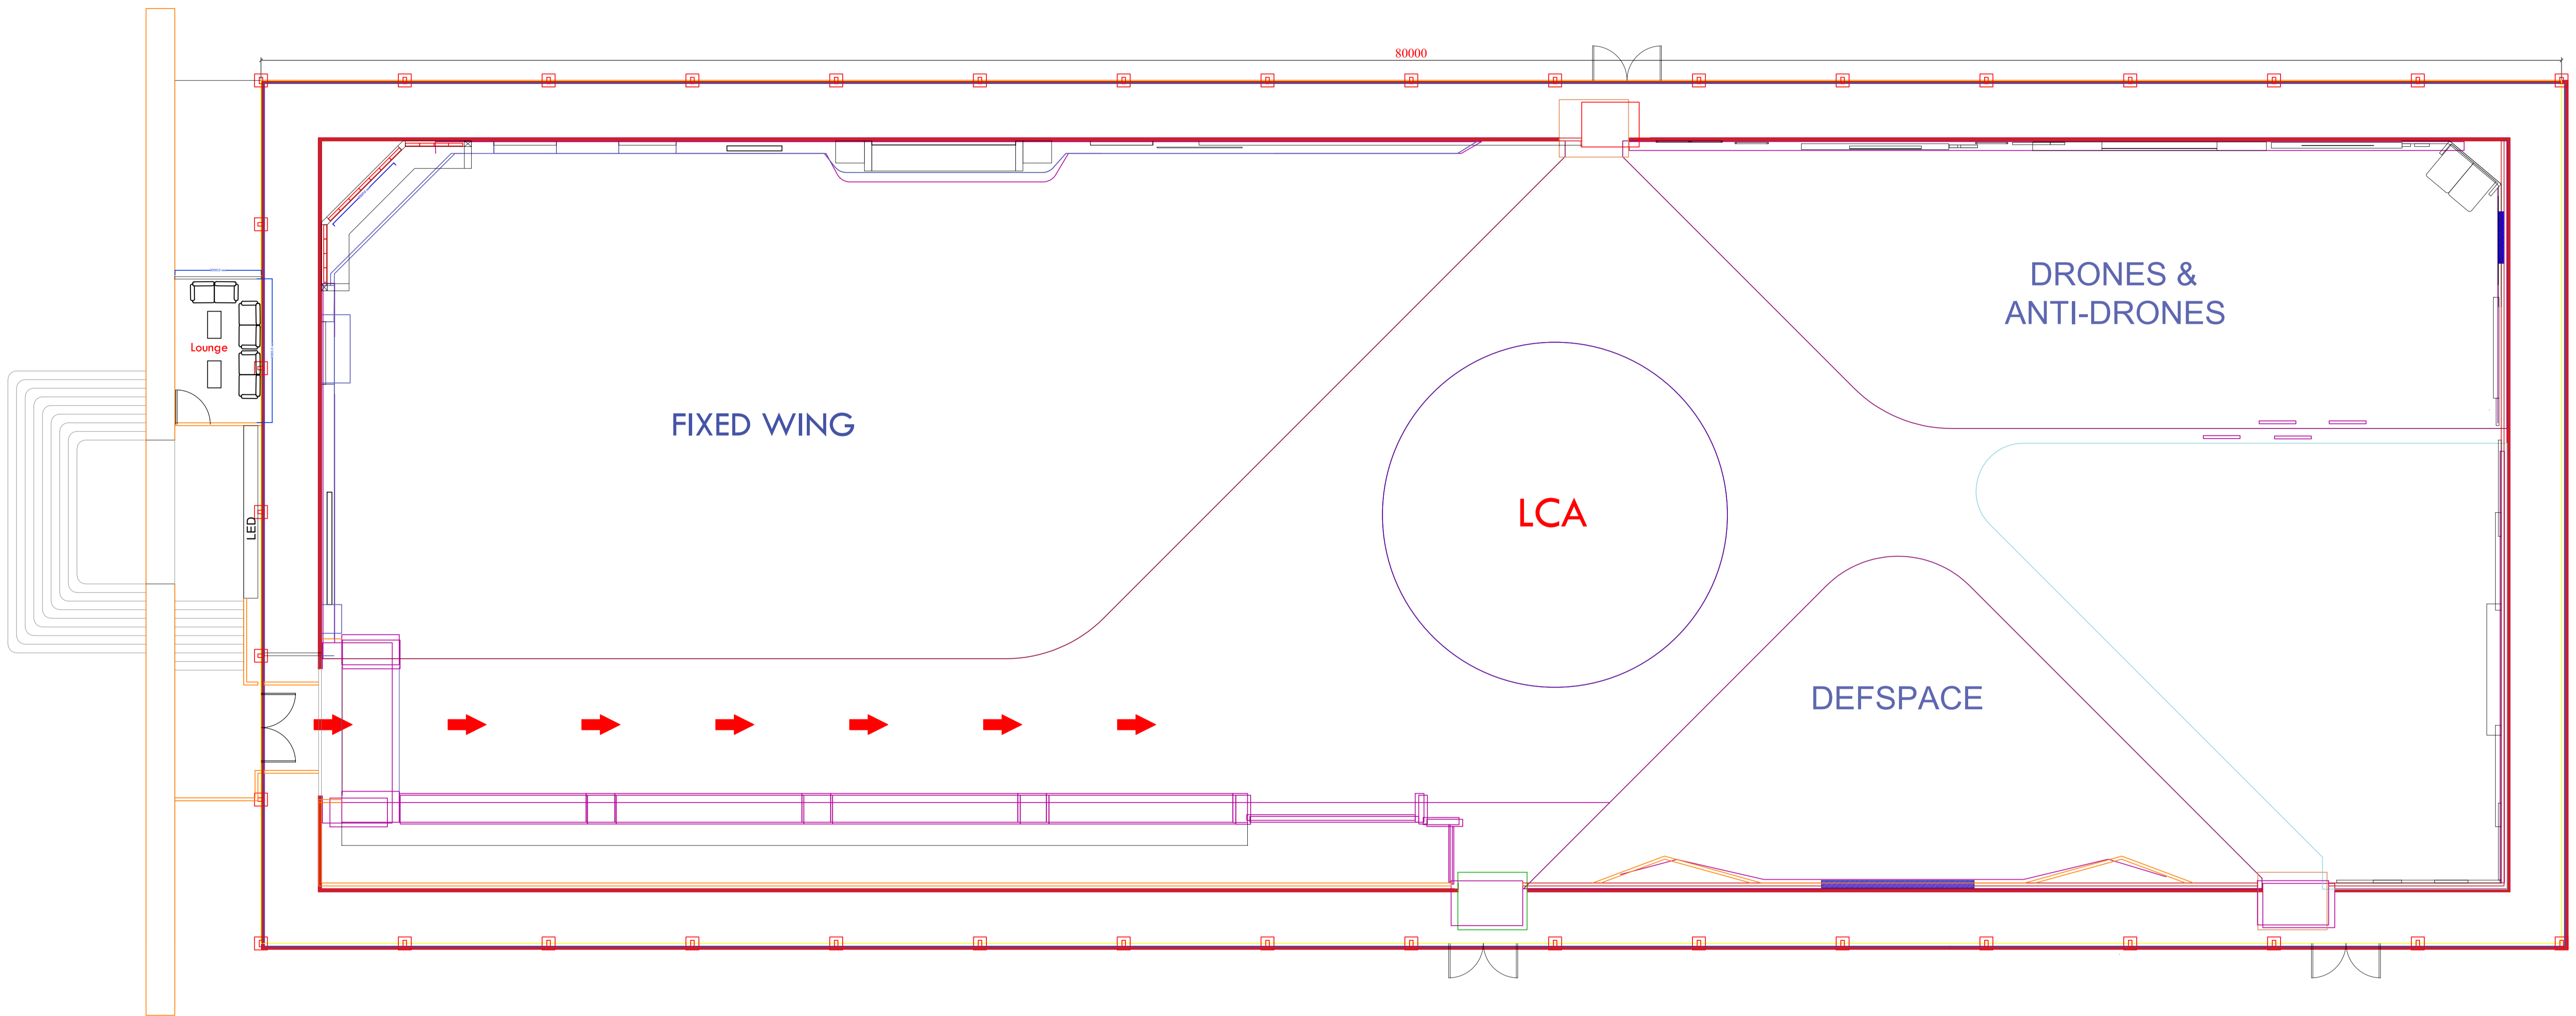 80000
DRONES &
ANTI-DRONES
Lounge
FIXED WING
LCA
LED
DEFSPACE